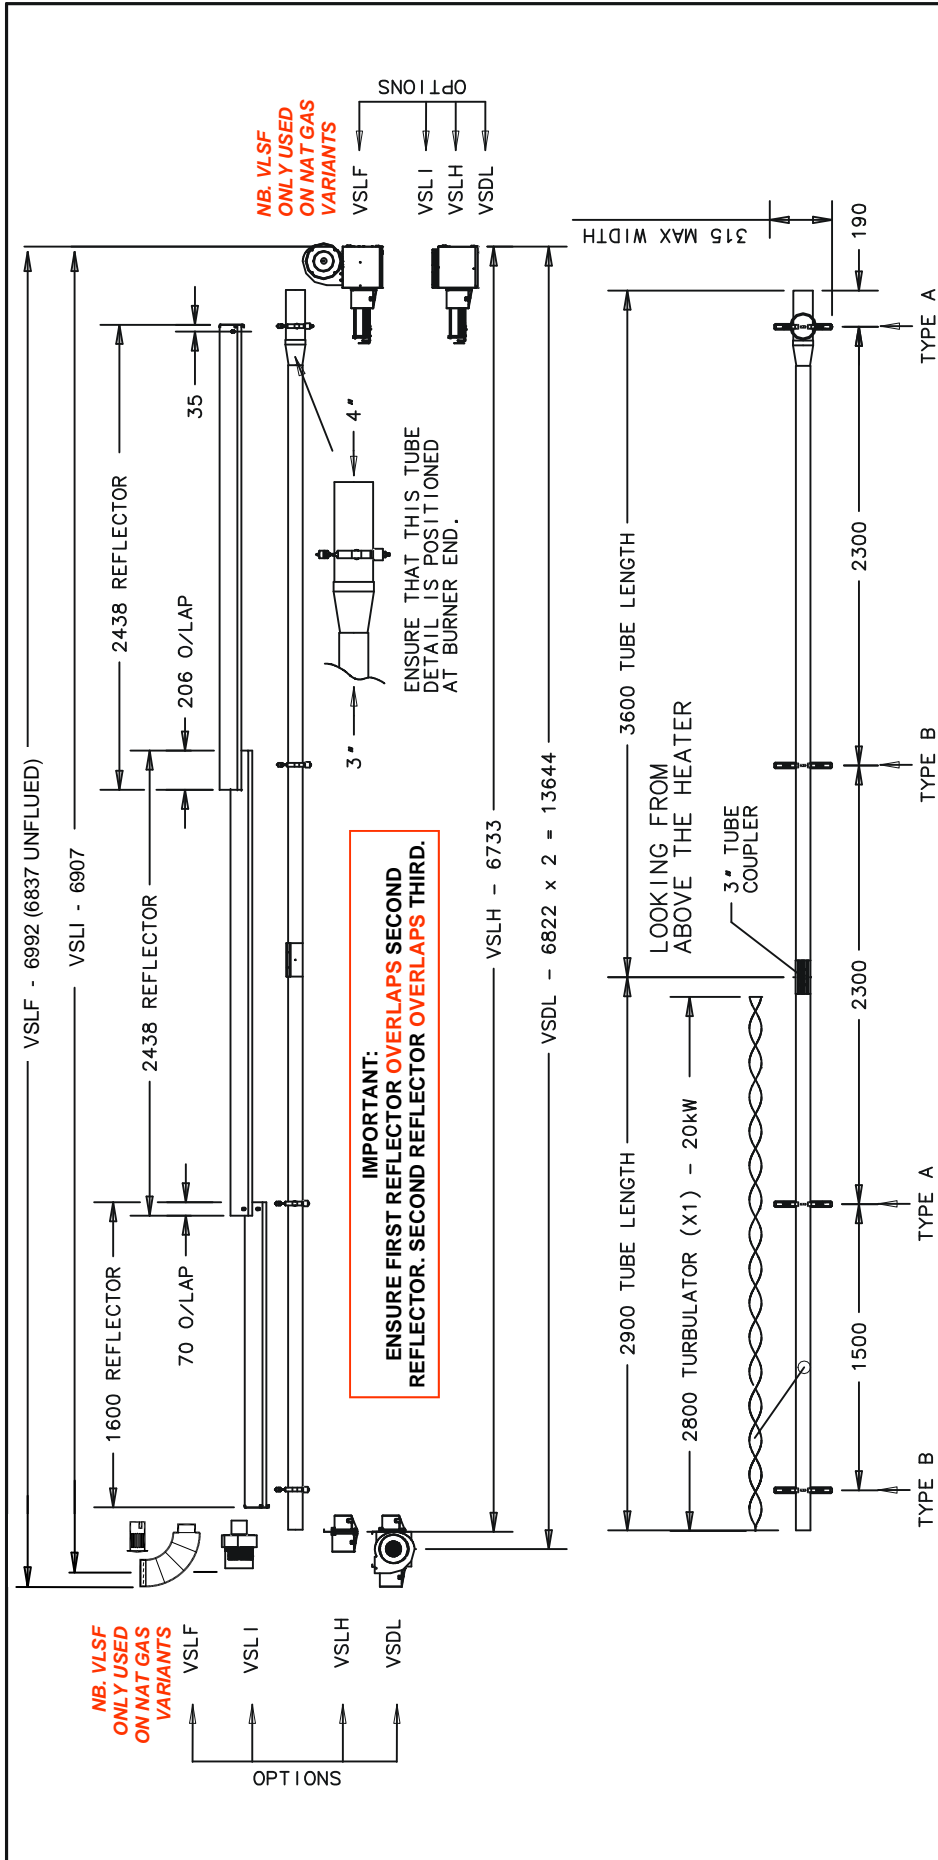 NB. VLSF
ONLY USED
ON NAT GAS
VARIANTS
OPTIONS
VSLF
VSLI
VSLH
VSDL
VSLF - 6992 (6837 UNFLUED)
VSLI - 6907
1600 REFLECTOR
70 O/LAP
2438 REFLECTOR
206 O/LAP
2438 REFLECTOR
35
NB. VLSF
ONLY USED
ON NAT GAS
VARIANTS
VSLF
VSLI
VSLH
VSDL
OPTIONS
3"
4"
ENSURE THAT THIS TUBE
DETAIL IS POSITIONED
AT BURNER END.
IMPORTANT:
ENSURE FIRST REFLECTOR OVERLAPS SECOND
REFLECTOR. SECOND REFLECTOR OVERLAPS THIRD.
VSLH - 6733
VSDL - 6822 x 2 = 13644
2900 TUBE LENGTH
3600 TUBE LENGTH
190
315 MAX WIDTH
LOOKING FROM
ABOVE THE HEATER
2800 TURBULATOR (X1) - 20kW
3" TUBE
COUPLER
1500
2300
2300
TYPE B
TYPE A
TYPE B
TYPE A